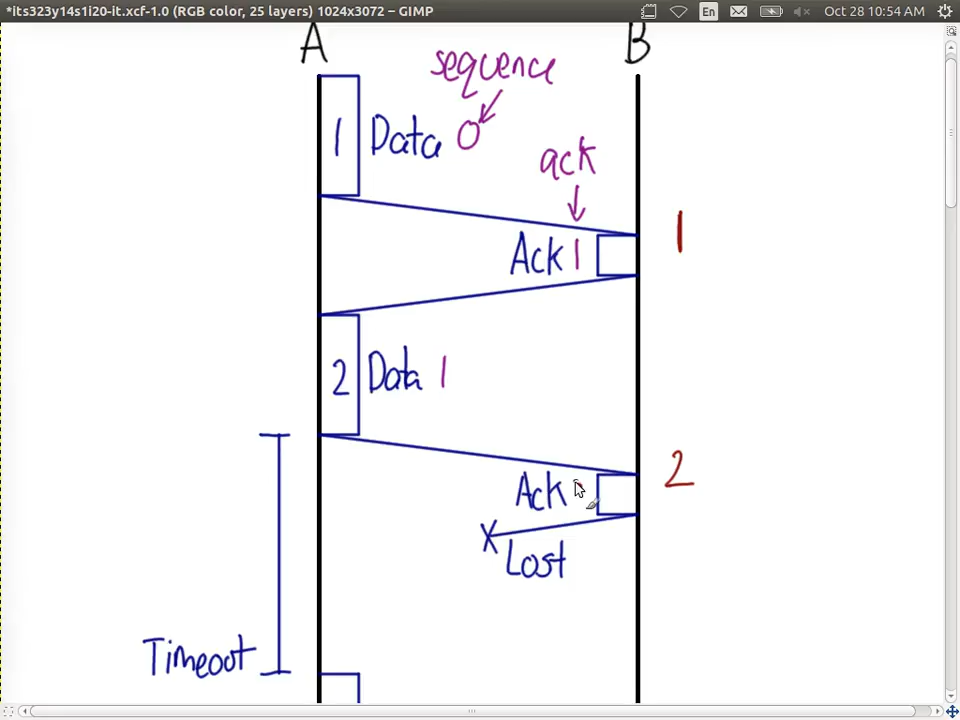 *its323y14s1i20-it.xcf-1.0 (RGB color, 25 layers) 1024x3072 – GIMP
En
Oct 28 10:54 AM
A
B
sequence
1 Data 0
ack
1
Ack 1
2 Data 1
2
Ack
Lost
Timeout